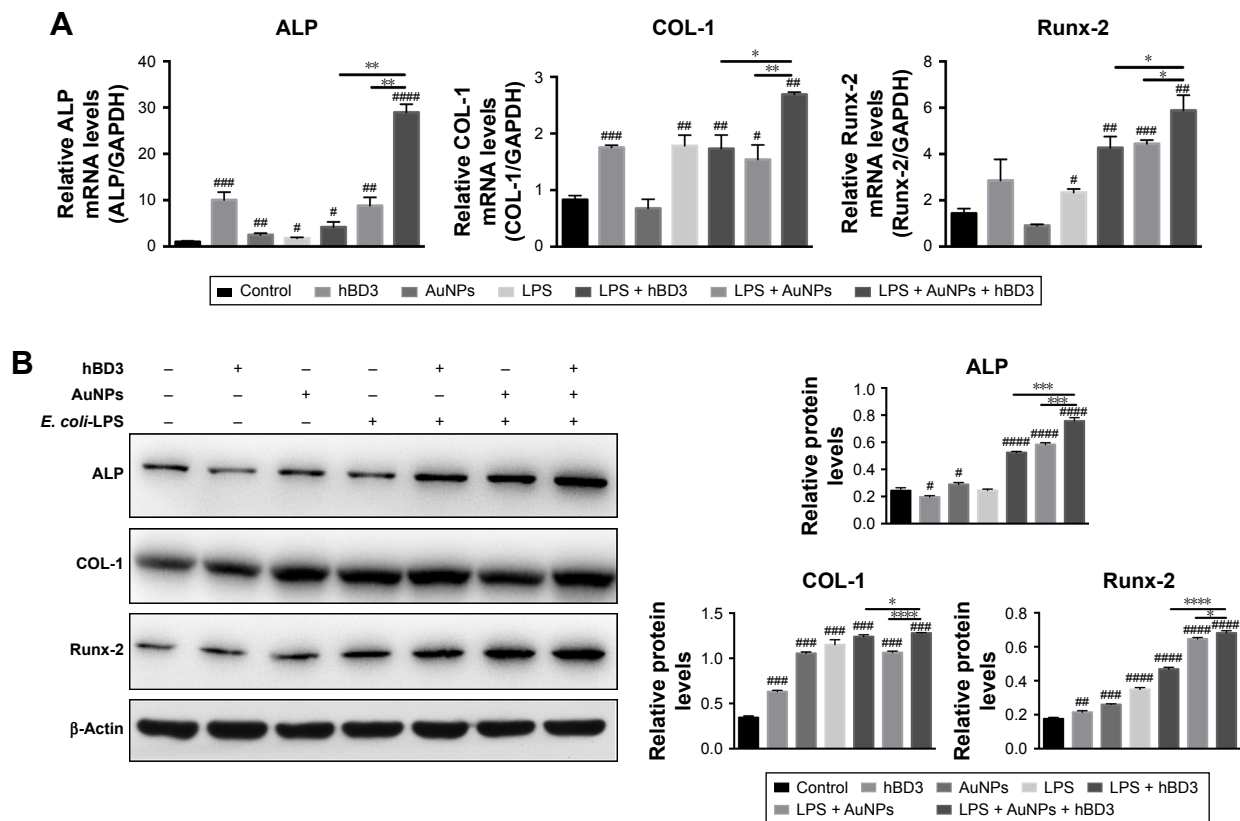 A
ALP
Relative ALP
mRNA levels
(ALP/GAPDH)
40
30
20
10
0
###
##
#
#
##
####
**
**
COL-1
Relative COL-1
mRNA levels
(COL-1/GAPDH)
3
2
1
0
###
##
##
#
##
*
**
Runx-2
Relative Runx-2
mRNA levels
(Runx-2/GAPDH)
8
6
4
2
0
#
##
###
##
*
*
Control hBD3 AuNPs LPS LPS + hBD3 LPS + AuNPs LPS + AuNPs + hBD3
B
hBD3 – + – – + – +
AuNPs – – + – – + +
E. coli-LPS – – – + + + +
ALP
COL-1
Runx-2
β-Actin
ALP
Relative protein
levels
1.0
0.8
0.6
0.4
0.2
0.0
#
#
####
####
####
***
***
COL-1
Relative protein
levels
1.5
1.0
0.5
0.0
###
###
###
###
###
###
*
****
Runx-2
Relative protein
levels
0.8
0.6
0.4
0.2
0.0
##
###
####
####
####
####
****
*
Control hBD3 AuNPs LPS LPS + hBD3
LPS + AuNPs LPS + AuNPs + hBD3